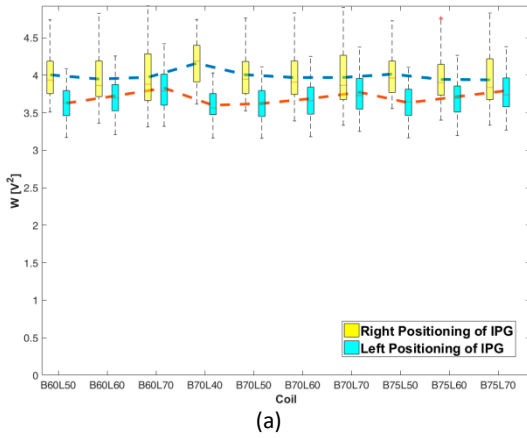 4.5
4
3.5
3
2.5
2
1.5
1
0.5
0
W [V²]
B60L50 B60L60 B60L70 B70L40 B70L50 B70L60 B70L70 B75L50 B75L60 B75L70
Coil
Right Positioning of IPG
Left Positioning of IPG
(a)